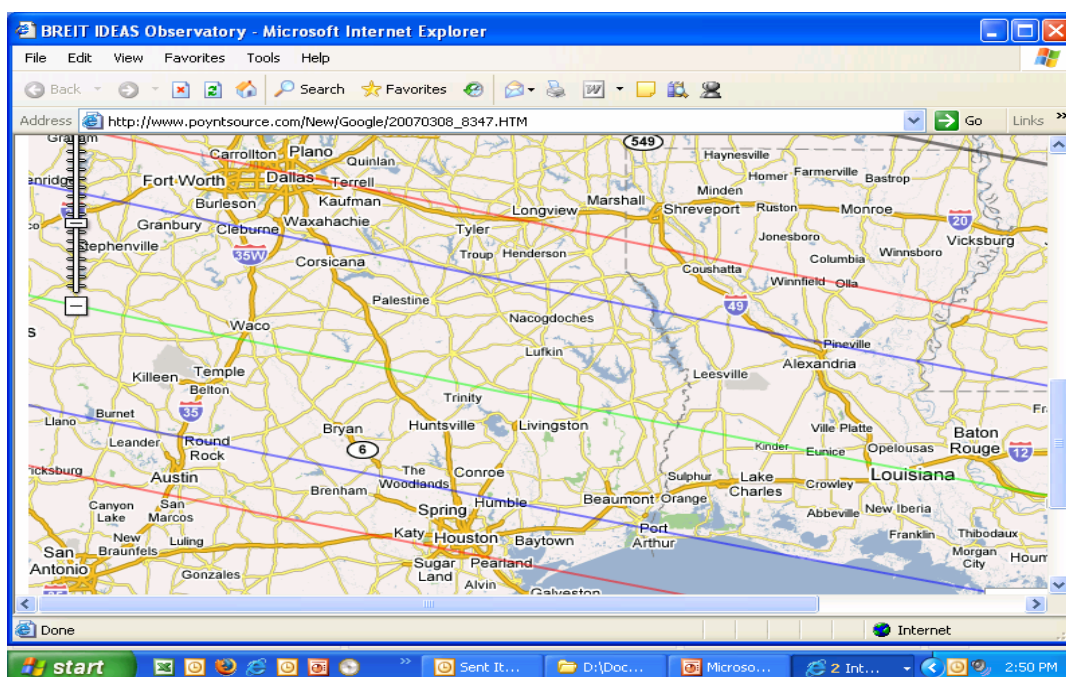 BREIT IDEAS Observatory - Microsoft Internet Explorer
File Edit View Favorites Tools Help
Back Search Favorites
Address http://www.poyntsource.com/New/Google/20070308_8347.HTM Go Links »
549
Carrollton Plano Quinlan Haynesville
Homer Farmerville Bastrop
Fort Worth Dallas Terrell Minden
Burleson Kaufman Longview Marshall Shreveport Ruston Monroe
Granbury Cleburne Waxahachie Tyler 20
Stephenville 35W Corsicana Troup Henderson Jonesboro Vicksburg
Coushatta Columbia Winnsboro
Winnfield Olla
Palestine 49
Nacogdoches
Waco Pineville
Lufkin Alexandria
Killeen Temple Leesville
Belton Trinity
Burnet 35
Llano Bryan Huntsville Livingston Ville Platte
Leander Round Rock 6 Kinder Eunice Opelousas Baton Rouge 12
Austin The Woodlands Conroe Sulphur Lake Charles Crowley Louisiana
Brenham Beaumont Orange
Canyon Lake San Marcos Spring Humble Abbeville New Iberia
New Braunfels Luling Katy Houston Baytown Port Arthur Franklin Thibodaux
San Antonio Sugar Land Pearland Morgan City
Gonzales Alvin
Galveston
Done Internet
start » Sent It... D:\Doc... Microso... 2 Int... 2:50 PM